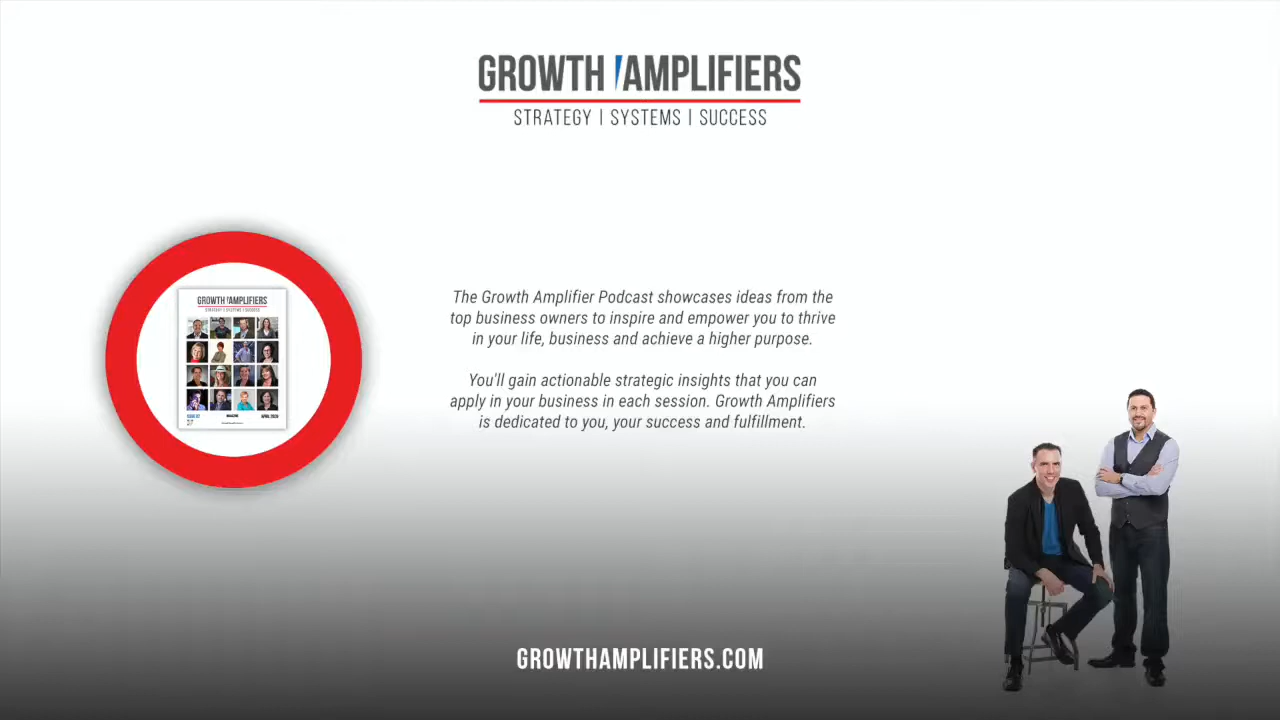 GROWTH AMPLIFIERS
STRATEGY | SYSTEMS | SUCCESS
GROWTH AMPLIFIERS
STRATEGY | SYSTEMS | SUCCESS
The Growth Amplifier Podcast showcases ideas from the
top business owners to inspire and empower you to thrive
in your life, business and achieve a higher purpose.
You'll gain actionable strategic insights that you can
apply in your business in each session. Growth Amplifiers
is dedicated to you, your success and fulfillment.
GROWTHAMPLIFIERS.COM